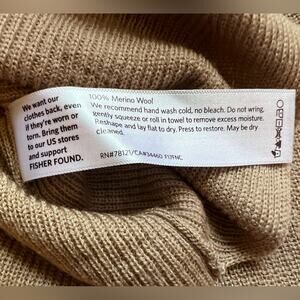 We want our
clothes back, even
if they're worn or
torn. Bring them
to our US stores
and support
FISHER FOUND.
100% Merino Wool
We recommend hand wash cold, no bleach. Do not wring,
gently squeeze or roll in towel to remove excess moisture.
Reshape and lay flat to dry. Press to restore. May be dry
cleaned.
RN#78121/CA#34460